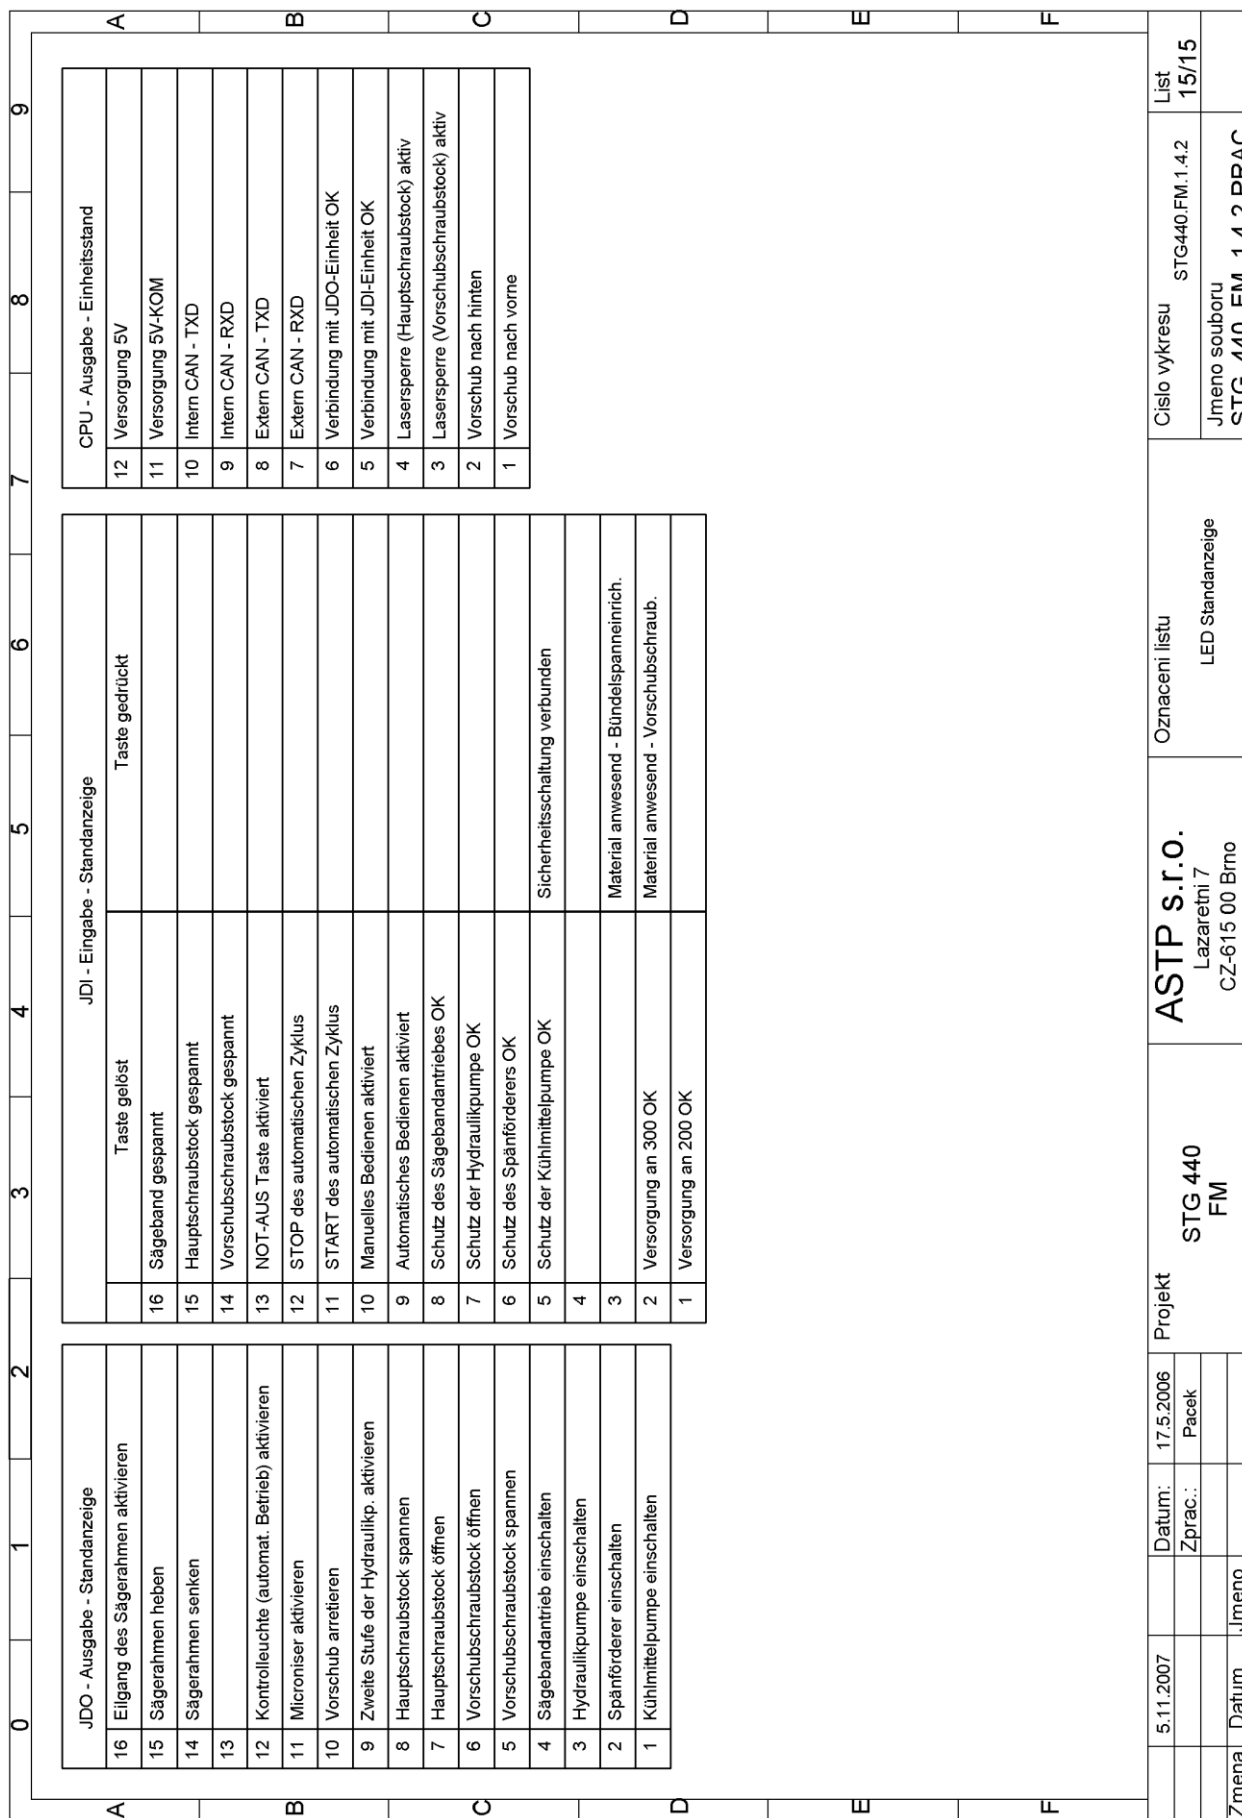 0 1 2 3 4 5 6 7 8 9
A
B
C
D
E
F
JDO - Ausgabe - Standanzeige
16 Eilgang des Sägerahmen aktivieren
15 Sägerahmen heben
14 Sägerahmen senken
13
12 Kontrolleuchte (automat. Betrieb) aktivieren
11 Microniser aktivieren
10 Vorschub arretieren
9 Zweite Stufe der Hydraulikp. aktivieren
8 Hauptschraubstock spannen
7 Hauptschraubstock öffnen
6 Vorschubschraubstock öffnen
5 Vorschubschraubstock spannen
4 Sägebandantrieb einschalten
3 Hydraulikpumpe einschalten
2 Spänförderer einschalten
1 Kühlmittelpumpe einschalten
JDI - Eingabe - Standanzeige
Taste gelöst Taste gedrückt
16 Sägeband gespannt
15 Hauptschraubstock gespannt
14 Vorschubschraubstock gespannt
13 NOT-AUS Taste aktiviert
12 STOP des automatischen Zyklus
11 START des automatischen Zyklus
10 Manuelles Bedienen aktiviert
9 Automatisches Bedienen aktiviert
8 Schutz des Sägebandantriebes OK
7 Schutz der Hydraulikpumpe OK
6 Schutz des Spänförderers OK
5 Schutz der Kühlmittelpumpe OK Sicherheitsschaltung verbunden
4
3 Material anwesend - Bündelspanneinrich.
2 Versorgung an 300 OK Material anwesend - Vorschubschraub.
1 Versorgung an 200 OK
CPU - Ausgabe - Einheitsstand
12 Versorgung 5V
11 Versorgung 5V-KOM
10 Intern CAN - TXD
9 Intern CAN - RXD
8 Extern CAN - TXD
7 Extern CAN - RXD
6 Verbindung mit JDO-Einheit OK
5 Verbindung mit JDI-Einheit OK
4 Lasersperre (Hauptschraubstock) aktiv
3 Lasersperre (Vorschubschraubstock) aktiv
2 Vorschub nach hinten
1 Vorschub nach vorne
A
B
C
D
E
F
5.11.2007
Zmena Datum Jmeno
Datum: 17.5.2006
Zprac.: Pacek
Projekt
STG 440
FM
ASTP s.r.o.
Lazaretni 7
CZ-615 00 Brno
Oznaceni listu
LED Standanzeige
Cislo vykresu
STG440.FM.1.4.2
Jmeno souboru
STG_440_FM_1.4.2.PRAC
List
15/15